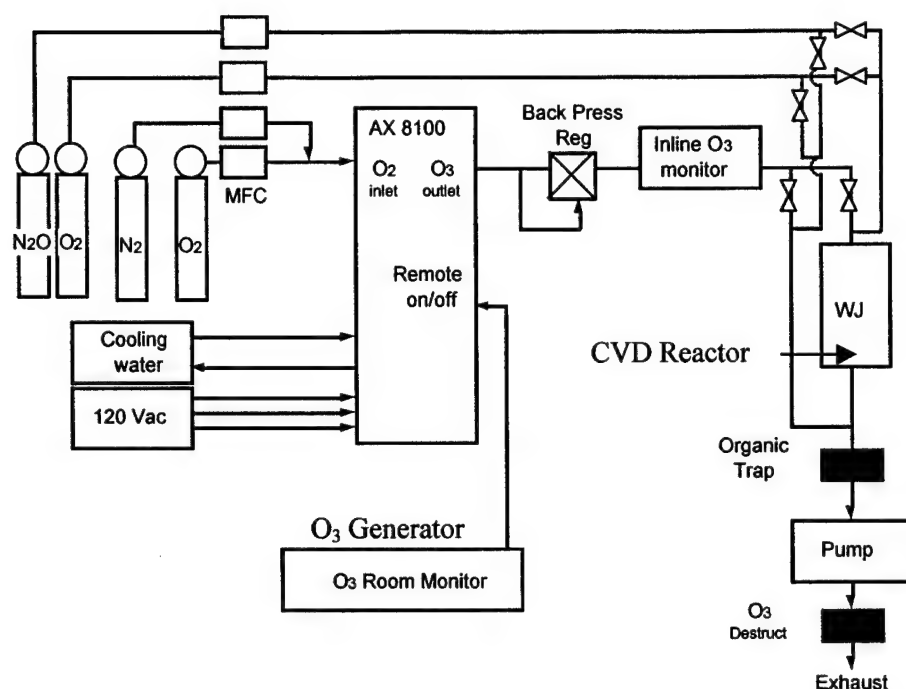 AX 8100
Back Press
Reg
O2
inlet
O3
outlet
Inline O3
monitor
MFC
N2O
O2
N2
O2
Remote
on/off
WJ
Cooling
water
CVD Reactor
120 Vac
Organic
Trap
O3 Generator
Pump
O3 Room Monitor
O3
Destruct
Exhaust